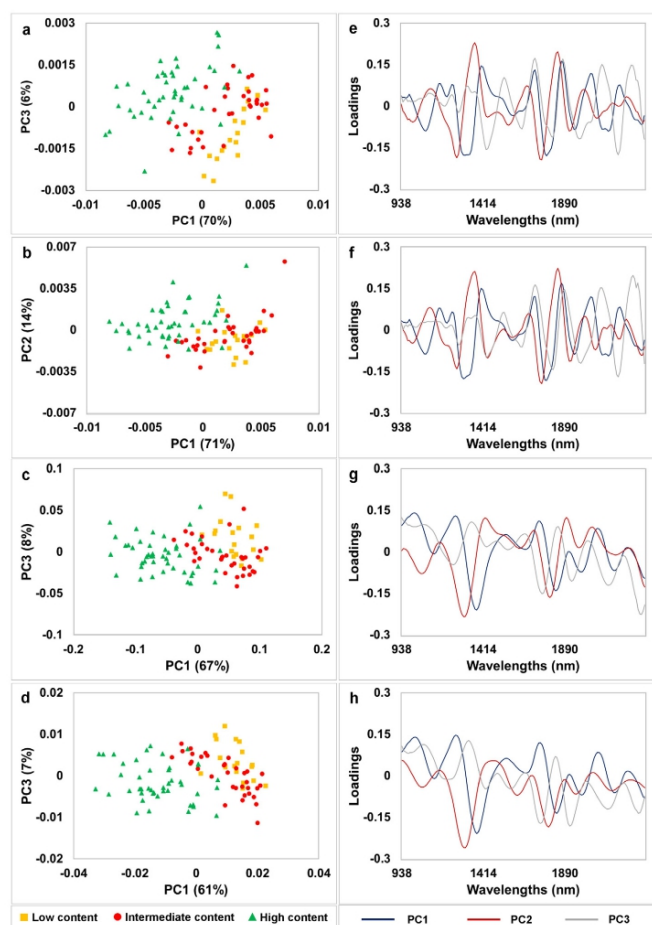 a
0.003
0.0015
0
-0.0015
-0.003
PC3 (6%)
-0.01
-0.005
0
0.005
0.01
PC1 (70%)
e
0.3
0.15
0
-0.15
-0.3
Loadings
938
1414
1890
Wavelengths (nm)
b
0.007
0.0035
0
-0.0035
-0.007
PC2 (14%)
-0.01
-0.005
0
0.005
0.01
PC1 (71%)
f
0.3
0.15
0
-0.15
-0.3
Loadings
938
1414
1890
Wavelengths (nm)
c
0.1
0.05
0
-0.05
-0.1
PC3 (8%)
-0.2
-0.1
0
0.1
0.2
PC1 (67%)
g
0.3
0.15
0
-0.15
-0.3
Loadings
938
1414
1890
Wavelengths (nm)
d
0.02
0.01
0
-0.01
-0.02
PC3 (7%)
-0.04
-0.02
0
0.02
0.04
PC1 (61%)
h
0.3
0.15
0
-0.15
-0.3
Loadings
938
1414
1890
Wavelengths (nm)
Low content Intermediate content High content
PC1 PC2 PC3